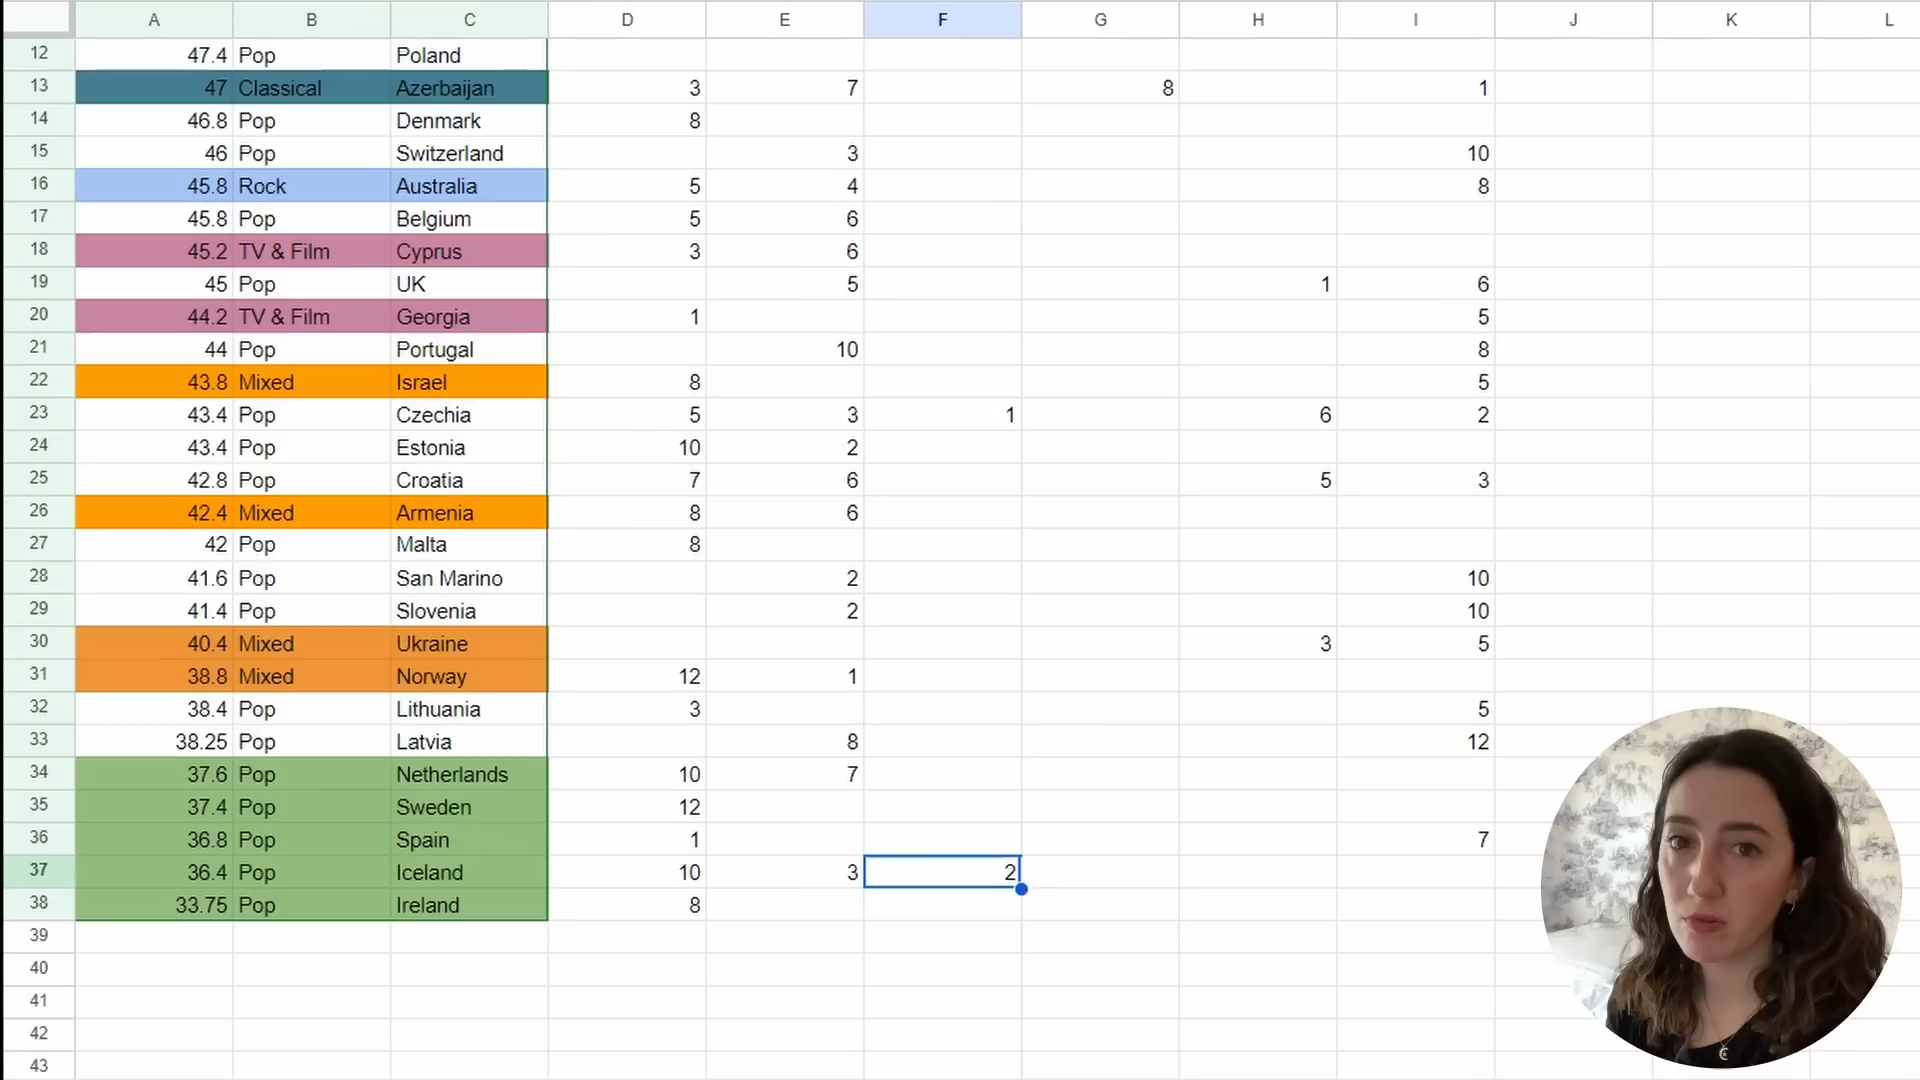 A B C D E F G H I J K L
12 47.4 Pop Poland
13 47 Classical Azerbaijan 3 7 8 1
14 46.8 Pop Denmark 8
15 46 Pop Switzerland 3 10
16 45.8 Rock Australia 5 4 8
17 45.8 Pop Belgium 5 6
18 45.2 TV & Film Cyprus 3 6
19 45 Pop UK 5 1 6
20 44.2 TV & Film Georgia 1 5
21 44 Pop Portugal 10 8
22 43.8 Mixed Israel 8 5
23 43.4 Pop Czechia 5 3 1 6 2
24 43.4 Pop Estonia 10 2
25 42.8 Pop Croatia 7 6 5 3
26 42.4 Mixed Armenia 8 6
27 42 Pop Malta 8
28 41.6 Pop San Marino 2 10
29 41.4 Pop Slovenia 2 10
30 40.4 Mixed Ukraine 3 5
31 38.8 Mixed Norway 12 1
32 38.4 Pop Lithuania 3 5
33 38.25 Pop Latvia 8 12
34 37.6 Pop Netherlands 10 7
35 37.4 Pop Sweden 12
36 36.8 Pop Spain 1 7
37 36.4 Pop Iceland 10 3 2
38 33.75 Pop Ireland 8
39
40
41
42
43